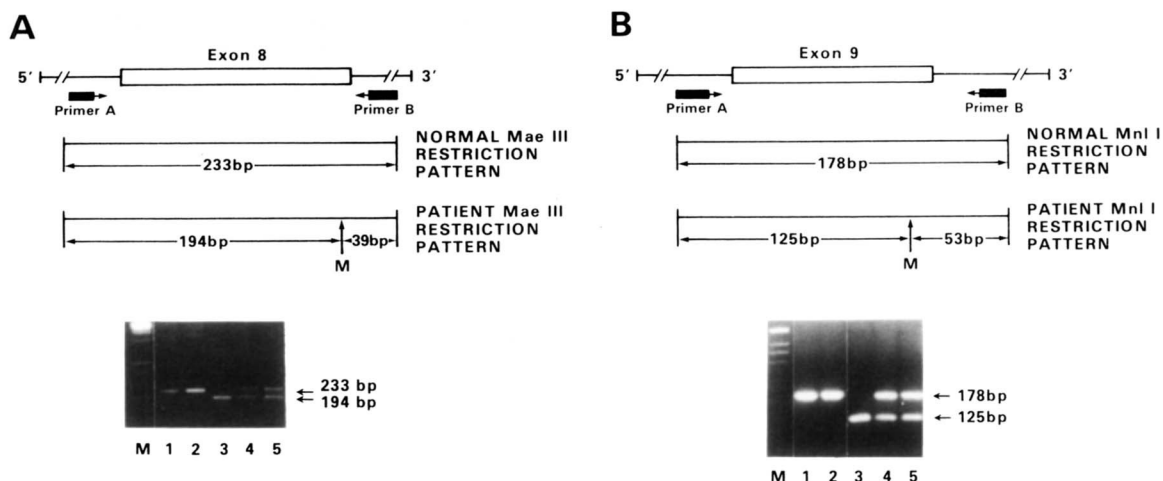 A
Exon 8
5′ 3′
Primer A Primer B
NORMAL Mae III
RESTRICTION
PATTERN
233bp
PATIENT Mae III
RESTRICTION
PATTERN
194bp 39bp
M
233 bp
194 bp
M 1 2 3 4 5
B
Exon 9
5′ 3′
Primer A Primer B
NORMAL Mnl I
RESTRICTION
PATTERN
178bp
PATIENT Mnl I
RESTRICTION
PATTERN
125bp 53bp
M
178bp
125bp
M 1 2 3 4 5